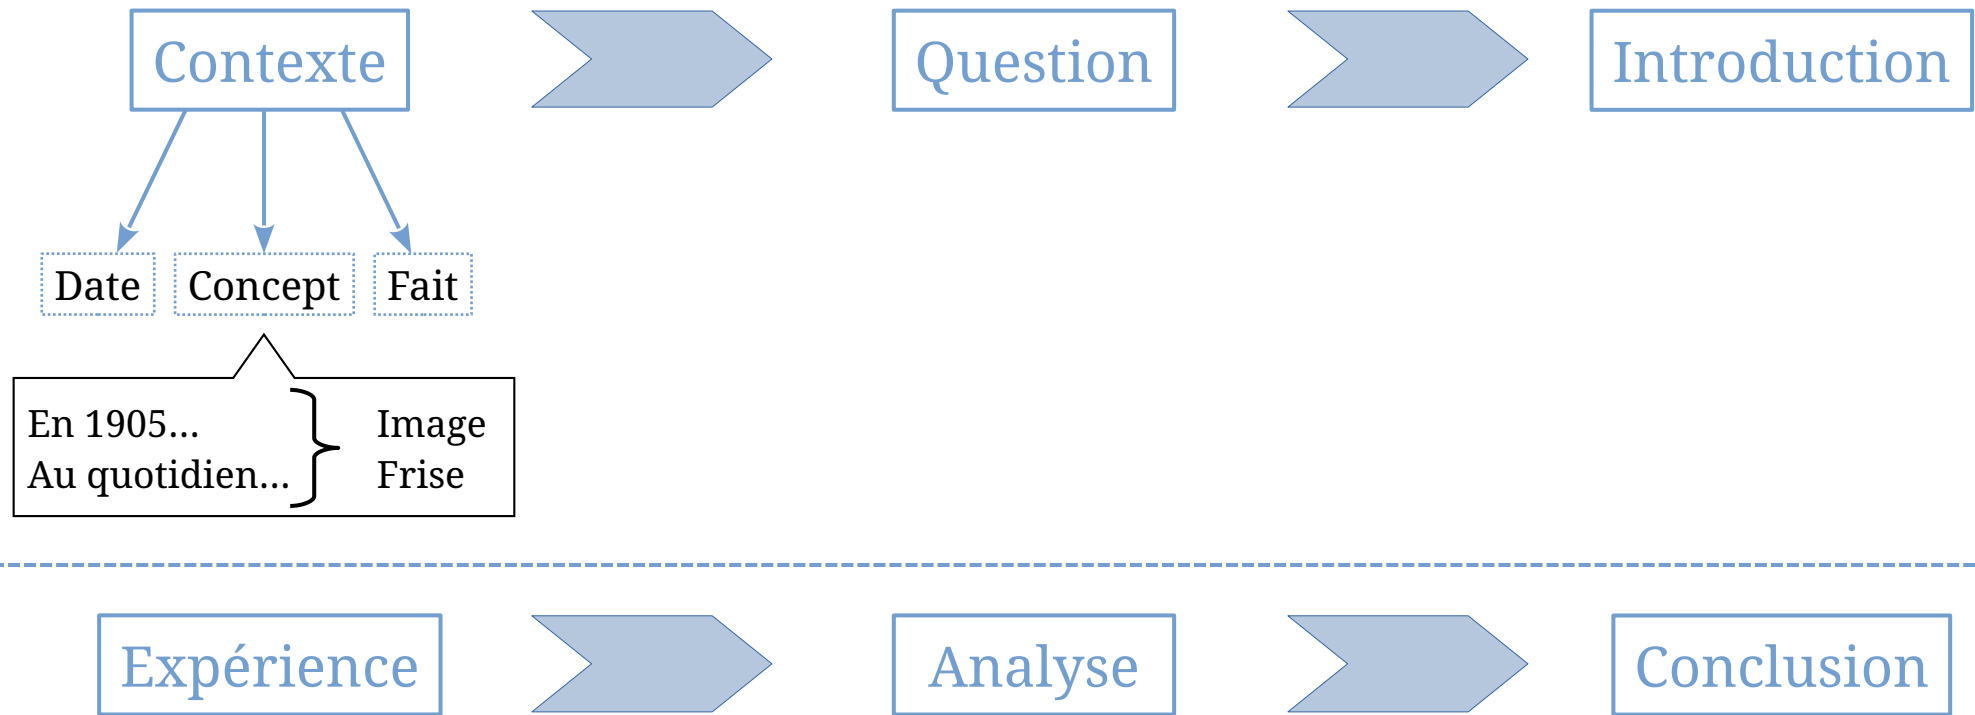 Contexte
Question
Introduction
Date
Concept
Fait
En 1905…
Au quotidien…
Image
Frise
Expérience
Analyse
Conclusion